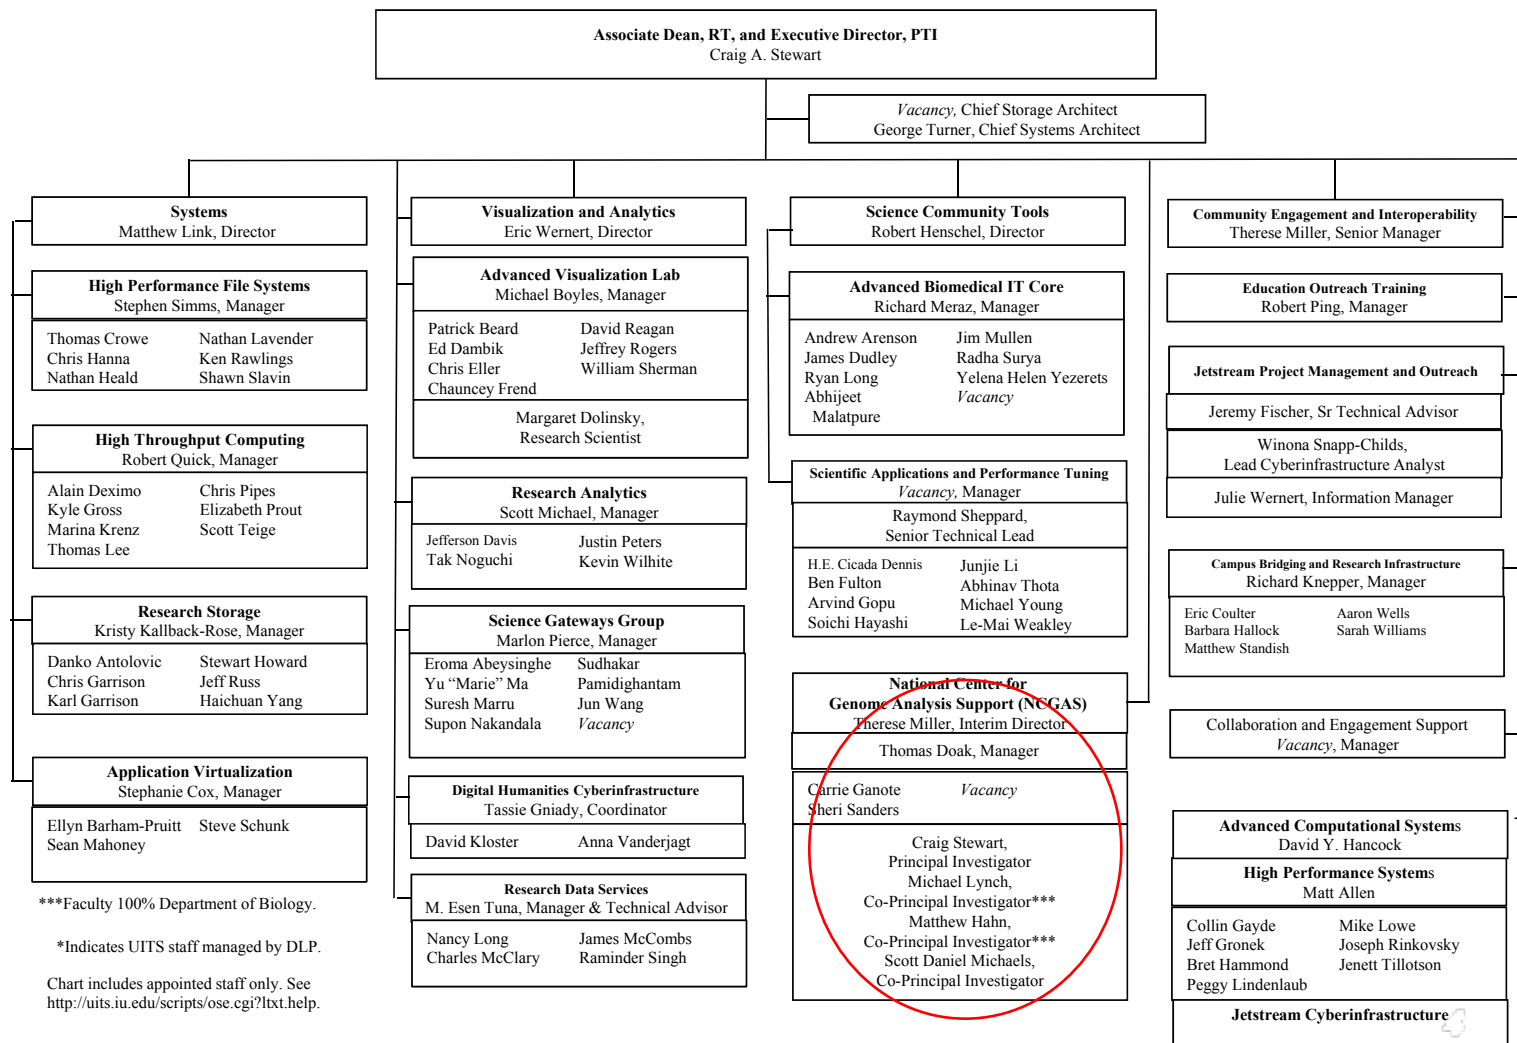 Associate Dean, RT, and Executive Director, PTI
Craig A. Stewart
Vacancy, Chief Storage Architect
George Turner, Chief Systems Architect
Systems
Matthew Link, Director
High Performance File Systems
Stephen Simms, Manager
Thomas Crowe
Chris Hanna
Nathan Heald
Nathan Lavender
Ken Rawlings
Shawn Slavin
High Throughput Computing
Robert Quick, Manager
Alain Deximo
Kyle Gross
Marina Krenz
Thomas Lee
Chris Pipes
Elizabeth Prout
Scott Teige
Research Storage
Kristy Kallback-Rose, Manager
Danko Antolovic
Chris Garrison
Karl Garrison
Stewart Howard
Jeff Russ
Haichuan Yang
Application Virtualization
Stephanie Cox, Manager
Ellyn Barham-Pruitt
Sean Mahoney
Steve Schunk
***Faculty 100% Department of Biology.
*Indicates UITS staff managed by DLP.
Chart includes appointed staff only. See
http://uits.iu.edu/scripts/ose.cgi?ltxt.help.
Visualization and Analytics
Eric Wernert, Director
Advanced Visualization Lab
Michael Boyles, Manager
Patrick Beard
Ed Dambik
Chris Eller
Chauncey Frend
David Reagan
Jeffrey Rogers
William Sherman
Margaret Dolinsky,
Research Scientist
Research Analytics
Scott Michael, Manager
Jefferson Davis
Tak Noguchi
Justin Peters
Kevin Wilhite
Science Gateways Group
Marlon Pierce, Manager
Eroma Abeysinghe
Yu “Marie” Ma
Suresh Marru
Supon Nakandala
Sudhakar
Pamidighantam
Jun Wang
Vacancy
Digital Humanities Cyberinfrastructure
Tassie Gniady, Coordinator
David Kloster
Anna Vanderjagt
Research Data Services
M. Esen Tuna, Manager & Technical Advisor
Nancy Long
Charles McClary
James McCombs
Raminder Singh
Science Community Tools
Robert Henschel, Director
Advanced Biomedical IT Core
Richard Meraz, Manager
Andrew Arenson
James Dudley
Ryan Long
Abhijeet
Malatpure
Jim Mullen
Radha Surya
Yelena Helen Yezerets
Vacancy
Scientific Applications and Performance Tuning
Vacancy, Manager
Raymond Sheppard,
Senior Technical Lead
H.E. Cicada Dennis
Ben Fulton
Arvind Gopu
Soichi Hayashi
Junjie Li
Abhinav Thota
Michael Young
Le-Mai Weakley
National Center for
Genome Analysis Support (NCGAS)
Therese Miller, Interim Director
Thomas Doak, Manager
Carrie Ganote
Sheri Sanders
Vacancy
Craig Stewart,
Principal Investigator
Michael Lynch,
Co-Principal Investigator***
Matthew Hahn,
Co-Principal Investigator***
Scott Daniel Michaels,
Co-Principal Investigator
Community Engagement and Interoperability
Therese Miller, Senior Manager
Education Outreach Training
Robert Ping, Manager
Jetstream Project Management and Outreach
Jeremy Fischer, Sr Technical Advisor
Winona Snapp-Childs,
Lead Cyberinfrastructure Analyst
Julie Wernert, Information Manager
Campus Bridging and Research Infrastructure
Richard Knepper, Manager
Eric Coulter
Barbara Hallock
Matthew Standish
Aaron Wells
Sarah Williams
Collaboration and Engagement Support
Vacancy, Manager
Advanced Computational Systems
David Y. Hancock
High Performance Systems
Matt Allen
Collin Gayde
Jeff Gronek
Bret Hammond
Peggy Lindenlaub
Mike Lowe
Joseph Rinkovsky
Jenett Tillotson
Jetstream Cyberinfrastructure